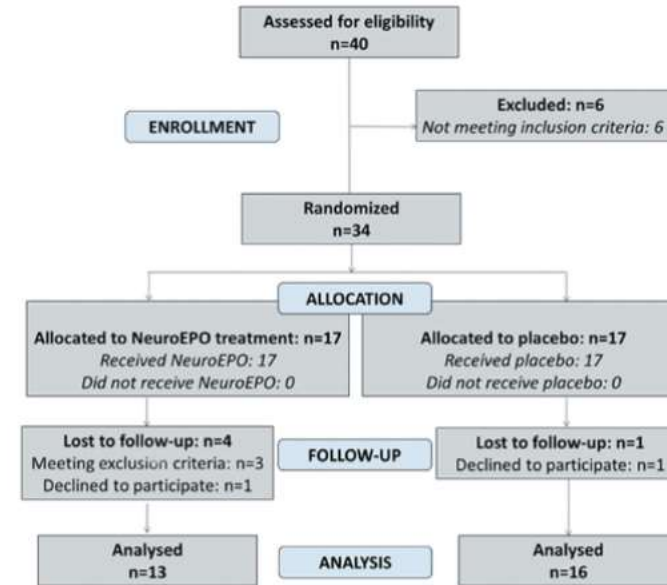 Assessed for eligibility
n=40
Excluded: n=6
Not meeting inclusion criteria: 6
ENROLLMENT
Randomized
n=34
ALLOCATION
Allocated to NeuroEPO treatment: n=17
Received NeuroEPO: 17
Did not receive NeuroEPO: 0
Allocated to placebo: n=17
Received placebo: 17
Did not receive placebo: 0
Lost to follow-up: n=4
Meeting exclusion criteria: n=3
Declined to participate: n=1
FOLLOW-UP
Lost to follow-up: n=1
Declined to participate: n=1
Analysed
n=13
ANALYSIS
Analysed
n=16